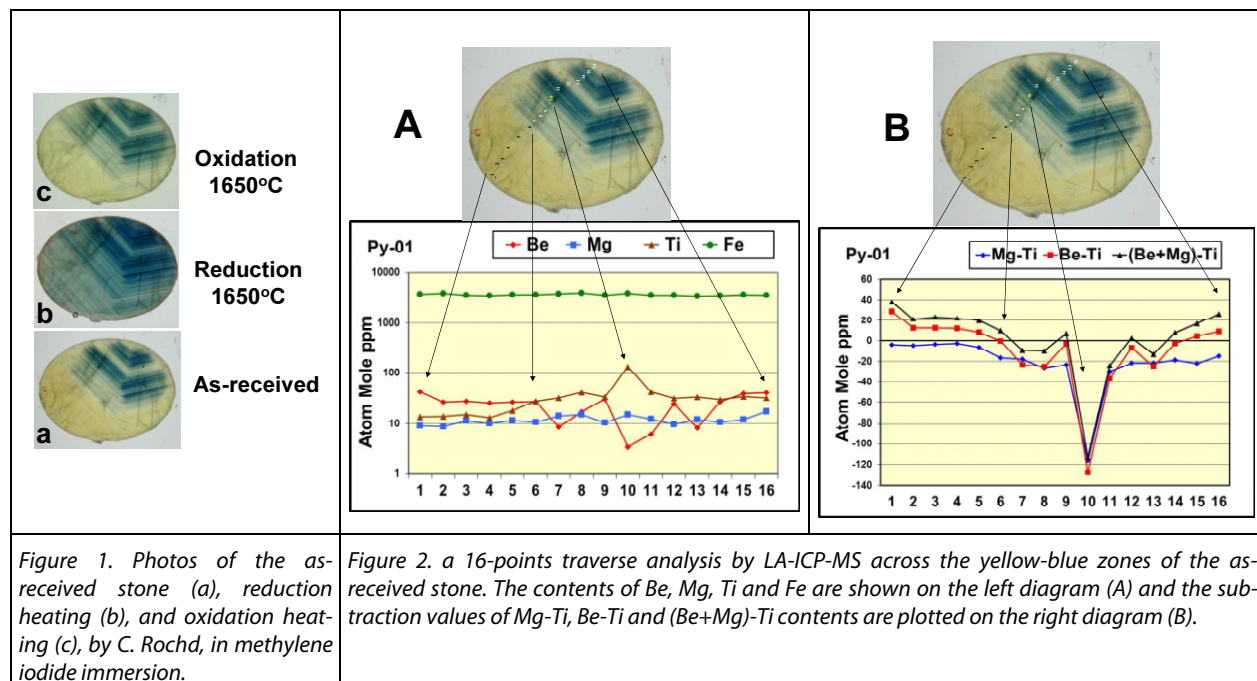 Oxidation
1650°C
c
Reduction
1650°C
b
As-received
a
A
Py-01
Be Mg Ti Fe
Atom Mole ppm
10000
1000
100
10
1
1 2 3 4 5 6 7 8 9 10 11 12 13 14 15 16
B
Py-01
Mg-Ti Be-Ti (Be+Mg)-Ti
Atom Mole ppm
60
40
20
0
-20
-40
-60
-80
-100
-120
-140
1 2 3 4 5 6 7 8 9 10 11 12 13 14 15 16
Figure 1. Photos of the as-
received stone (a), reduction
heating (b), and oxidation heat-
ing (c), by C. Rochd, in methylene
iodide immersion.
Figure 2. a 16-points traverse analysis by LA-ICP-MS across the yellow-blue zones of the as-
received stone. The contents of Be, Mg, Ti and Fe are shown on the left diagram (A) and the sub-
traction values of Mg-Ti, Be-Ti and (Be+Mg)-Ti contents are plotted on the right diagram (B).